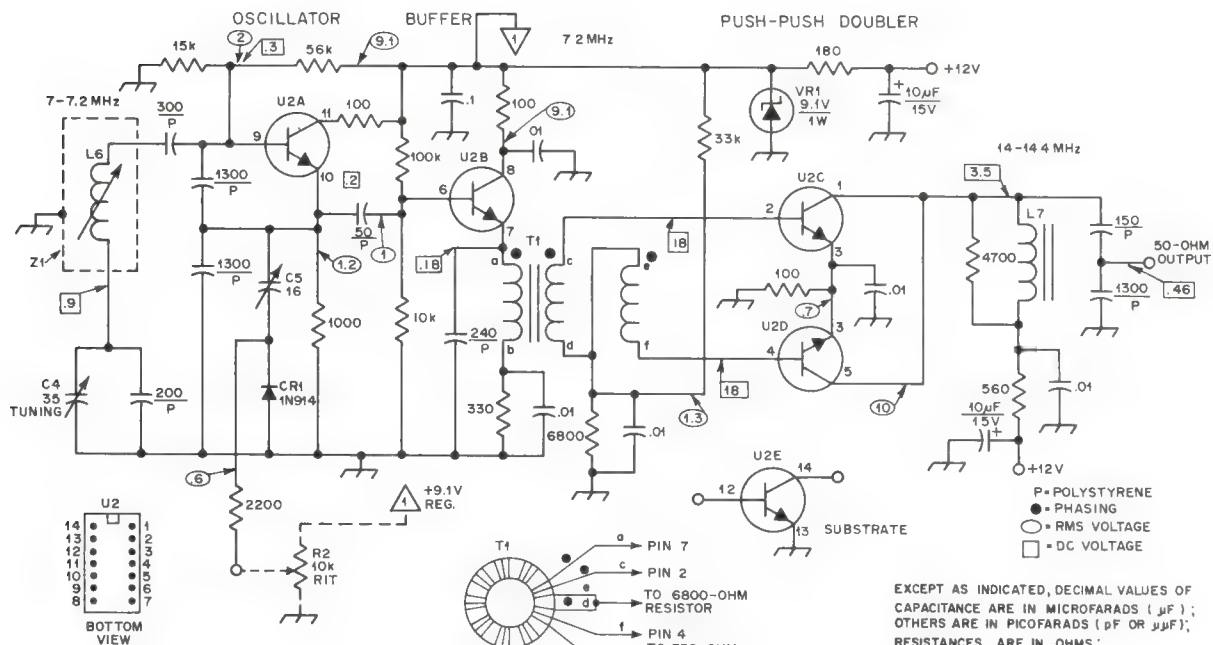 OSCILLATOR
BUFFER
PUSH-PUSH DOUBLER
2
.3
9.1
1
7 2 MHz
15k
56k
180
+12V
7-7.2 MHz
U2A
11
100
.1
100
9.1
VR1
9.1V
1W
+
10µF
15V
300
P
L6
9
10
100k
U2B
8
01
33k
14-14 4 MHz
1300
P
.2
6
7
U2C
1
2
3
3.5
L7
150
P
50-OHM
OUTPUT
50
P
1
.18
a
T1
c
e
18
4700
Z1
1300
P
C5
16
1.2
100
.01
.46
1300
P
.9
1000
10k
240
P
b
d
f
.7
U2D
3
4
5
C4
35
TUNING
200
P
CR1
1N914
330
.01
6800
.01
1.3
18
10
560
.01
10µF
15V
+
+12V
.6
2200
1
+9.1V
REG.
R2
10k
RIT
U2E
14
12
13
SUBSTRATE
P = POLYSTYRENE
= PHASING
= RMS VOLTAGE
= DC VOLTAGE
U2
14 1
13 2
12 3
11 4
10 5
9 6
8 7
BOTTOM
VIEW
T1
a PIN 7
c PIN 2
e
d
TO 6800-OHM
RESISTOR
f PIN 4
EXCEPT AS INDICATED, DECIMAL VALUES OF
CAPACITANCE ARE IN MICROFARADS (µF);
OTHERS ARE IN PICOFARADS (pF OR µµF);
RESISTANCES ARE IN OHMS;